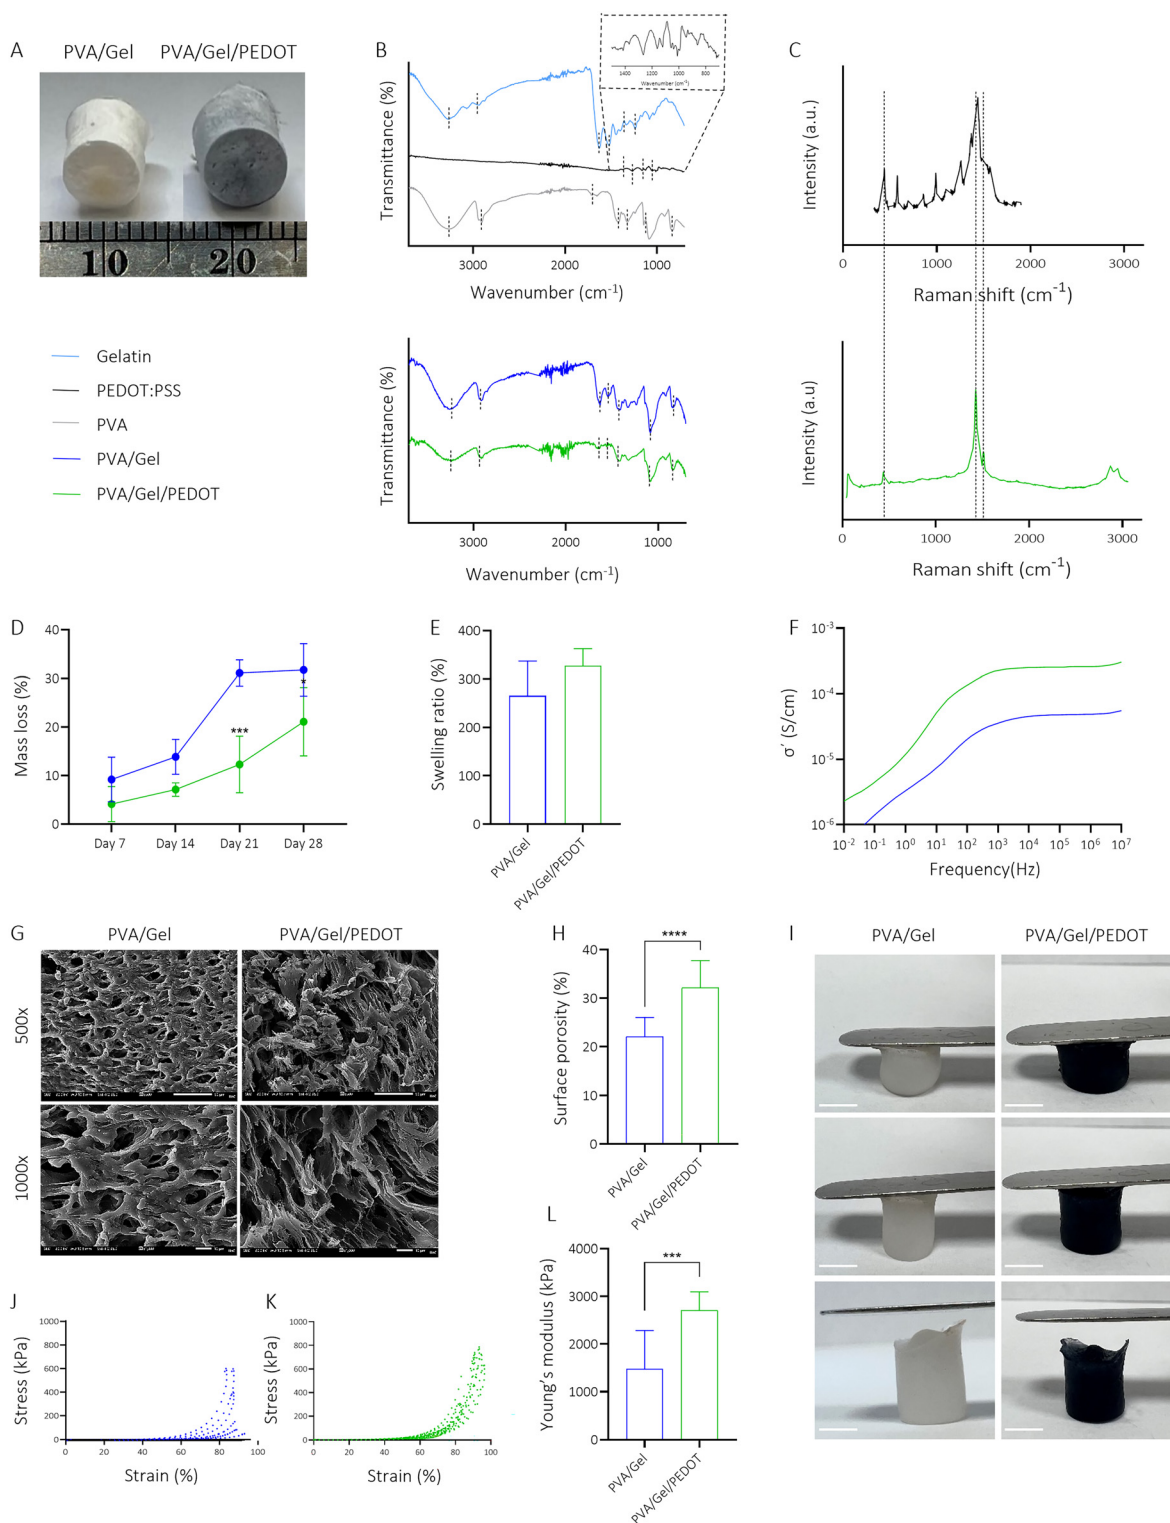 A
PVA/Gel
PVA/Gel/PEDOT
10
20
Gelatin
PEDOT:PSS
PVA
PVA/Gel
PVA/Gel/PEDOT
B
Transmittance (%)
1400
1200
1000
800
Wavenumber (cm⁻¹)
3000
2000
1000
Wavenumber (cm⁻¹)
Transmittance (%)
3000
2000
1000
Wavenumber (cm⁻¹)
C
Intensity (a.u.)
0
1000
2000
3000
Raman shift (cm⁻¹)
Intensity (a.u)
0
1000
2000
3000
Raman shift (cm⁻¹)
D
Mass loss (%)
40
30
20
10
0
***
*
Day 7
Day 14
Day 21
Day 28
E
Swelling ratio (%)
400
300
200
100
0
PVA/Gel
PVA/Gel/PEDOT
F
σ′ (S/cm)
10⁻³
10⁻⁴
10⁻⁵
10⁻⁶
10⁻²
10⁻¹
10⁰
10¹
10²
10³
10⁴
10⁵
10⁶
10⁷
Frequency(Hz)
G
PVA/Gel
PVA/Gel/PEDOT
500x
1000x
H
Surface porosity (%)
****
40
30
20
10
0
PVA/Gel
PVA/Gel/PEDOT
I
PVA/Gel
PVA/Gel/PEDOT
J
Stress (kPa)
1000
800
600
400
200
0
0
20
40
60
80
100
Strain (%)
K
Stress (kPa)
1000
800
600
400
200
0
0
20
40
60
80
100
Strain (%)
L
Young's modulus (kPa)
***
4000
3000
2000
1000
0
PVA/Gel
PVA/Gel/PEDOT